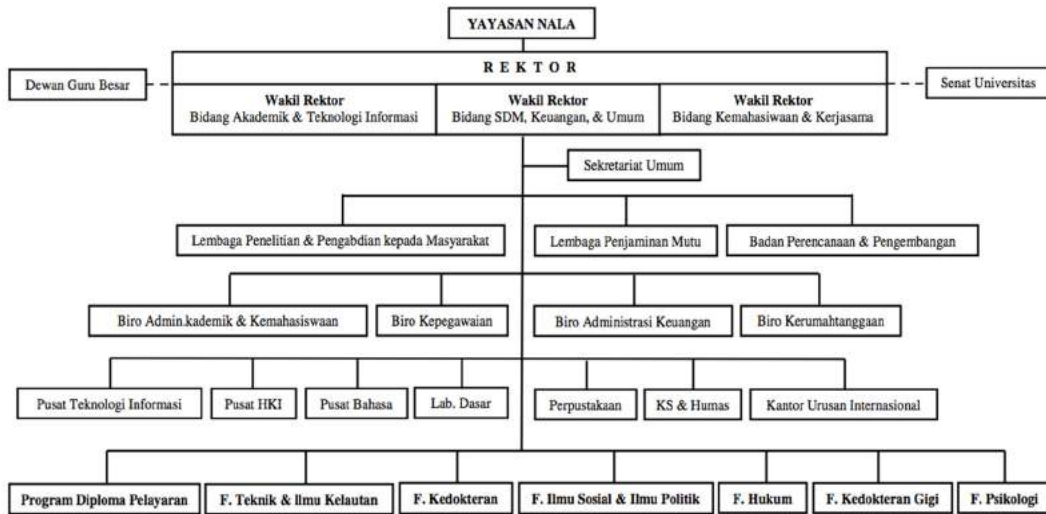 YAYASAN NALA
R E K T O R
Dewan Guru Besar
Senat Universitas
Wakil Rektor
Bidang Akademik & Teknologi Informasi
Wakil Rektor
Bidang SDM, Keuangan, & Umum
Wakil Rektor
Bidang Kemahasiwaan & Kerjasama
Sekretariat Umum
Lembaga Penelitian & Pengabdian kepada Masyarakat
Lembaga Penjaminan Mutu
Badan Perencanaan & Pengembangan
Biro Admin.kademik & Kemahasiswaan
Biro Kepegawaian
Biro Administrasi Keuangan
Biro Kerumahtanggaan
Pusat Teknologi Informasi
Pusat HKI
Pusat Bahasa
Lab. Dasar
Perpustakaan
KS & Humas
Kantor Urusan Internasional
Program Diploma Pelayaran
F. Teknik & Ilmu Kelautan
F. Kedokteran
F. Ilmu Sosial & Ilmu Politik
F. Hukum
F. Kedokteran Gigi
F. Psikologi